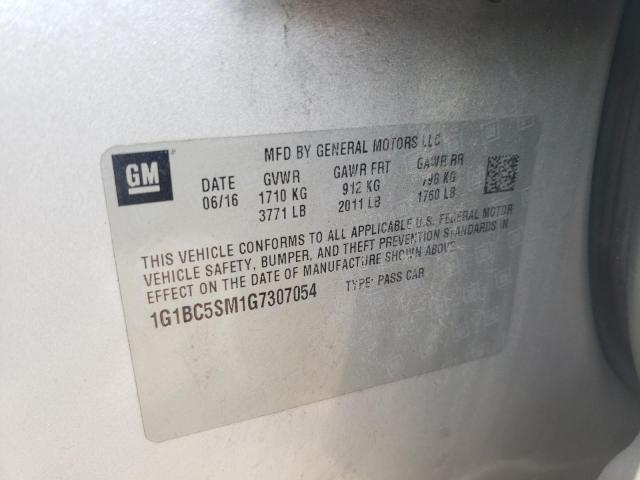 GM
MFD BY GENERAL MOTORS LLC
DATE GVWR GAWR FRT GAWR RR
06/16 1710 KG 912 KG 798 KG
3771 LB 2011 LB 1760 LB
THIS VEHICLE CONFORMS TO ALL APPLICABLE U.S. FEDERAL MOTOR
VEHICLE SAFETY, BUMPER, AND THEFT PREVENTION STANDARDS IN
EFFECT ON THE DATE OF MANUFACTURE SHOWN ABOVE.
1G1BC5SM1G7307054 TYPE: PASS CAR